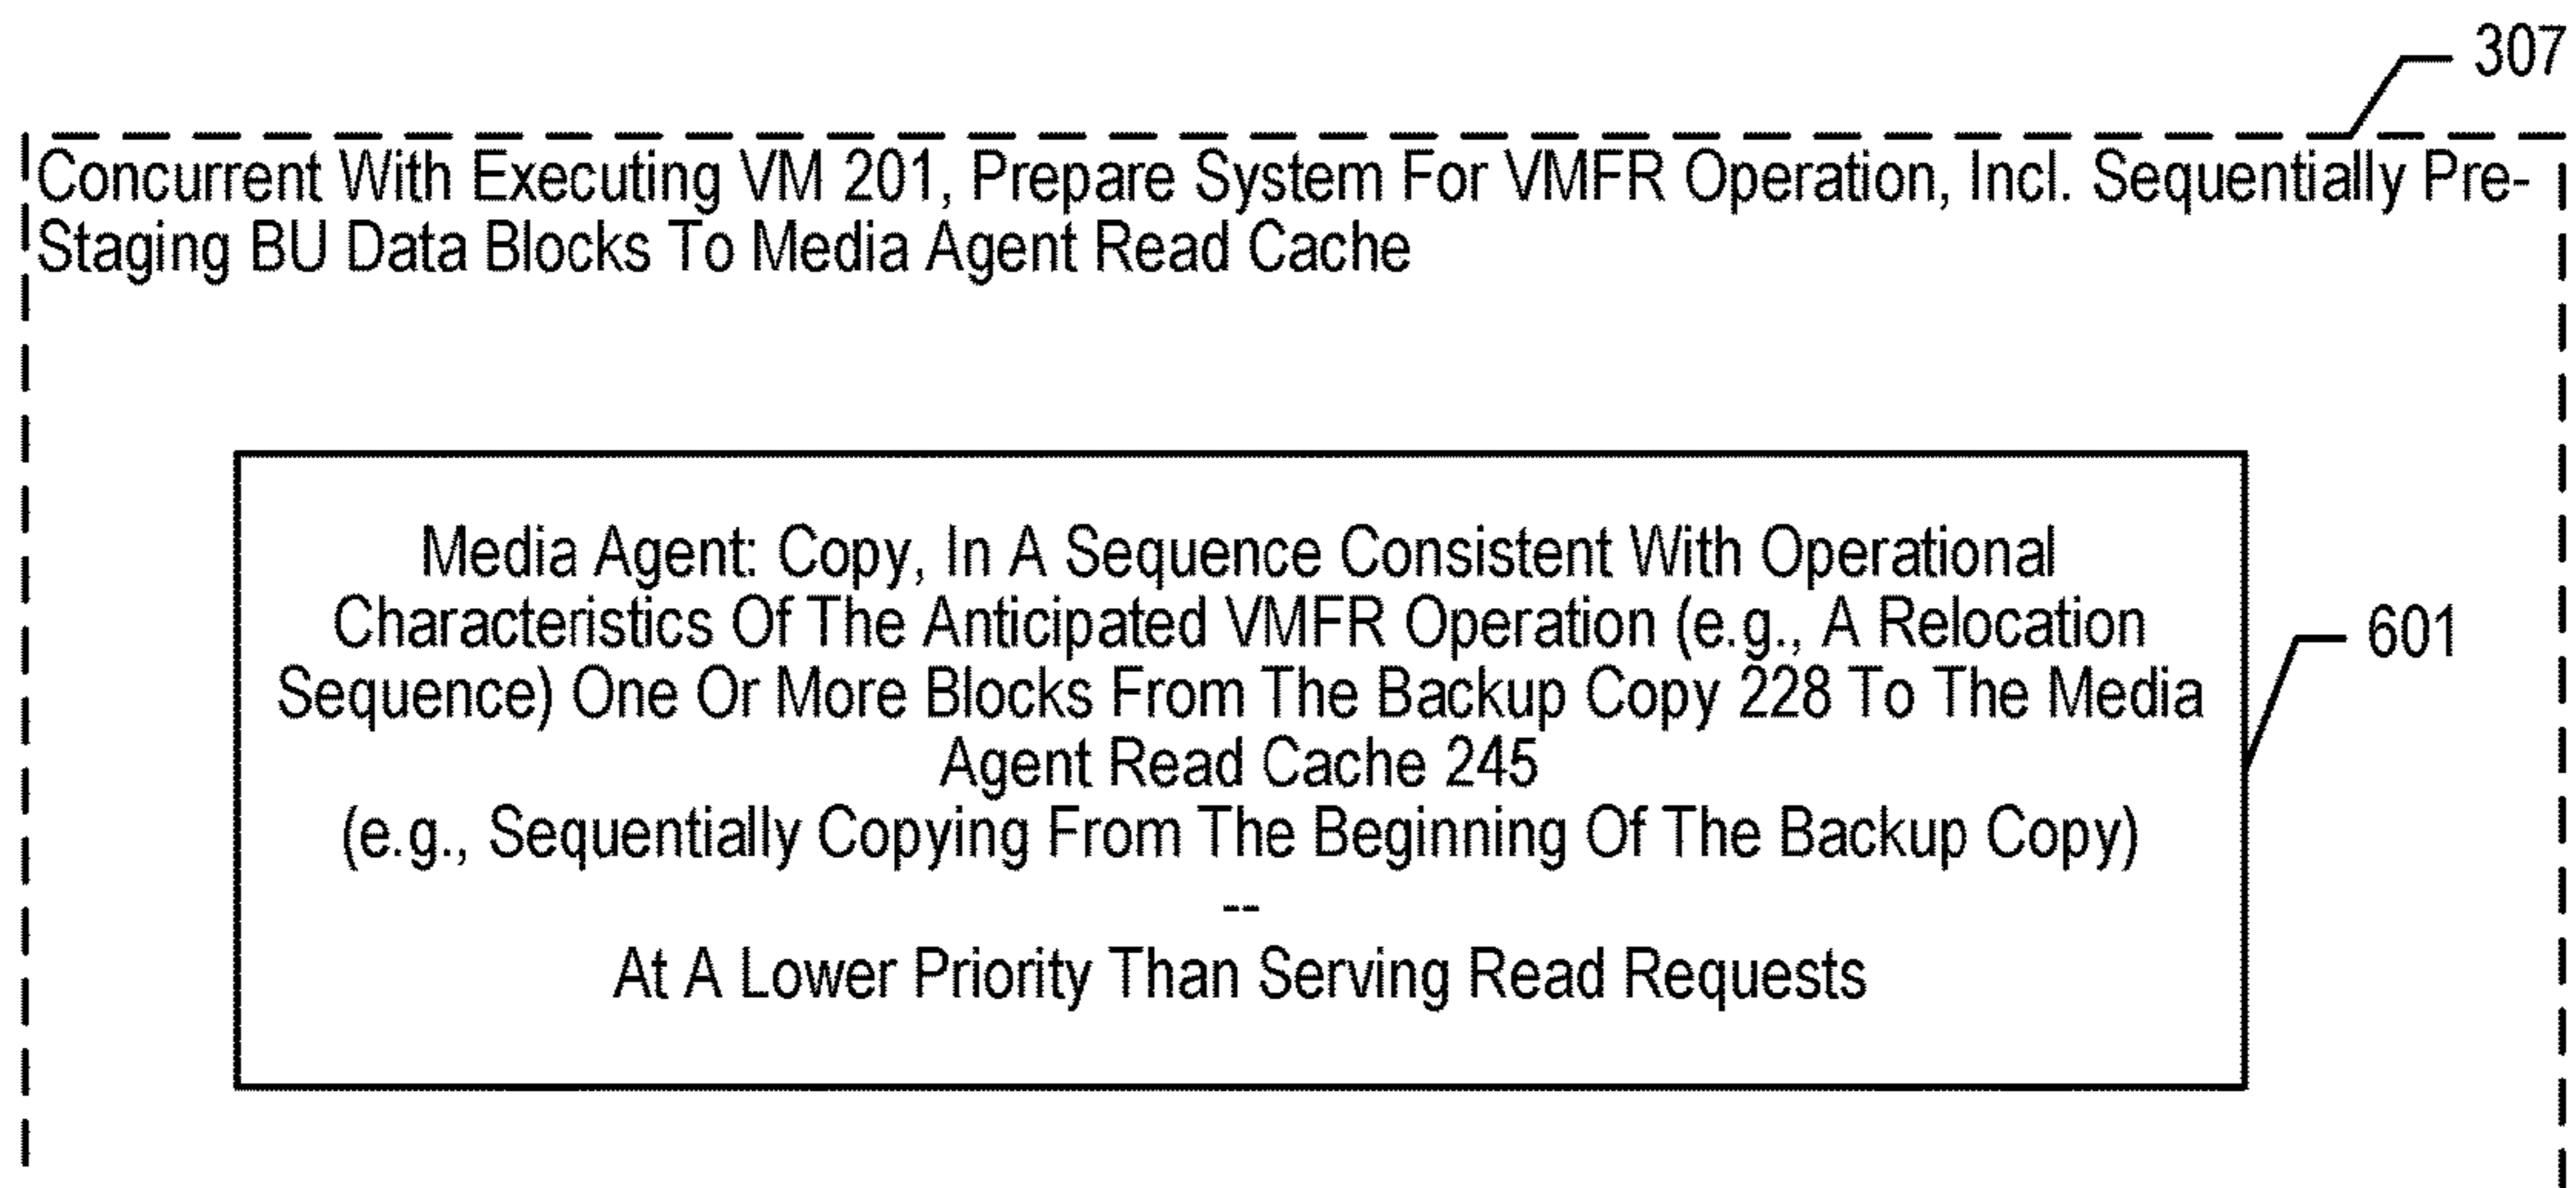 307
Concurrent With Executing VM 201, Prepare System For VMFR Operation, Incl. Sequentially Pre-
Staging BU Data Blocks To Media Agent Read Cache
Media Agent: Copy, In A Sequence Consistent With Operational
Characteristics Of The Anticipated VMFR Operation (e.g., A Relocation
Sequence) One Or More Blocks From The Backup Copy 228 To The Media
Agent Read Cache 245
(e.g., Sequentially Copying From The Beginning Of The Backup Copy)
--
At A Lower Priority Than Serving Read Requests
601